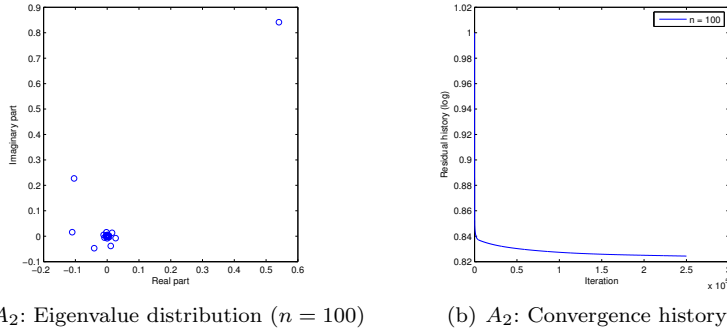 0.9
0.8
0.7
0.6
0.5
0.4
0.3
0.2
0.1
0
−0.1
−0.2 −0.1 0 0.1 0.2 0.3 0.4 0.5 0.6
Imaginary part
Real part
1.02
1
0.98
0.96
0.94
0.92
0.9
0.88
0.86
0.84
0.82
0 0.5 1 1.5 2 2.5
x 10
Residual history (log)
Iteration
n = 100
A₂: Eigenvalue distribution (n = 100)
(b) A₂: Convergence history